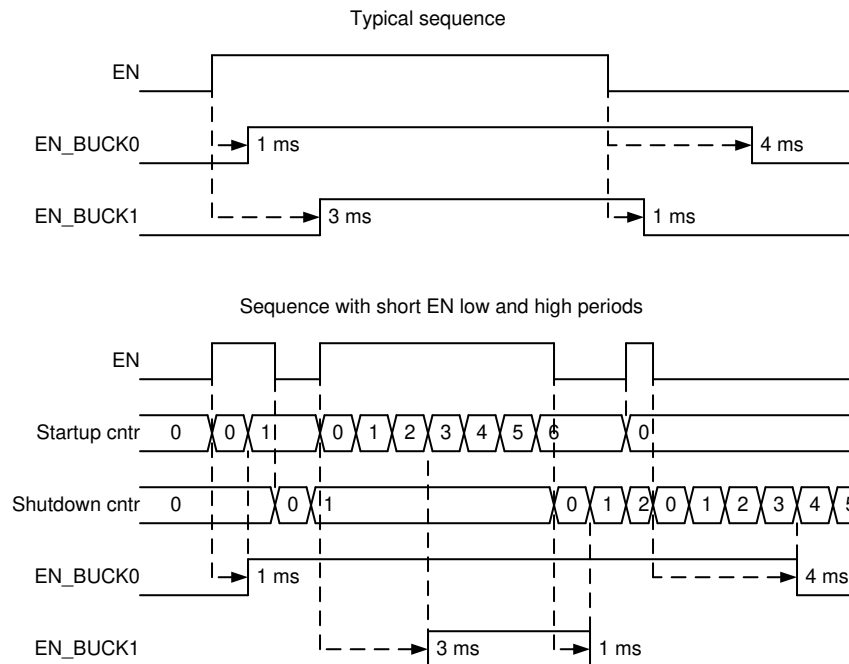 Typical sequence
EN
EN_BUCK0 1 ms 4 ms
EN_BUCK1 3 ms 1 ms
Sequence with short EN low and high periods
EN
Startup cntr 0 0 1 0 1 2 3 4 5 6 0
Shutdown cntr 0 0 1 0 1 2 0 1 2 3 4 5
EN_BUCK0 1 ms 4 ms
EN_BUCK1 3 ms 1 ms